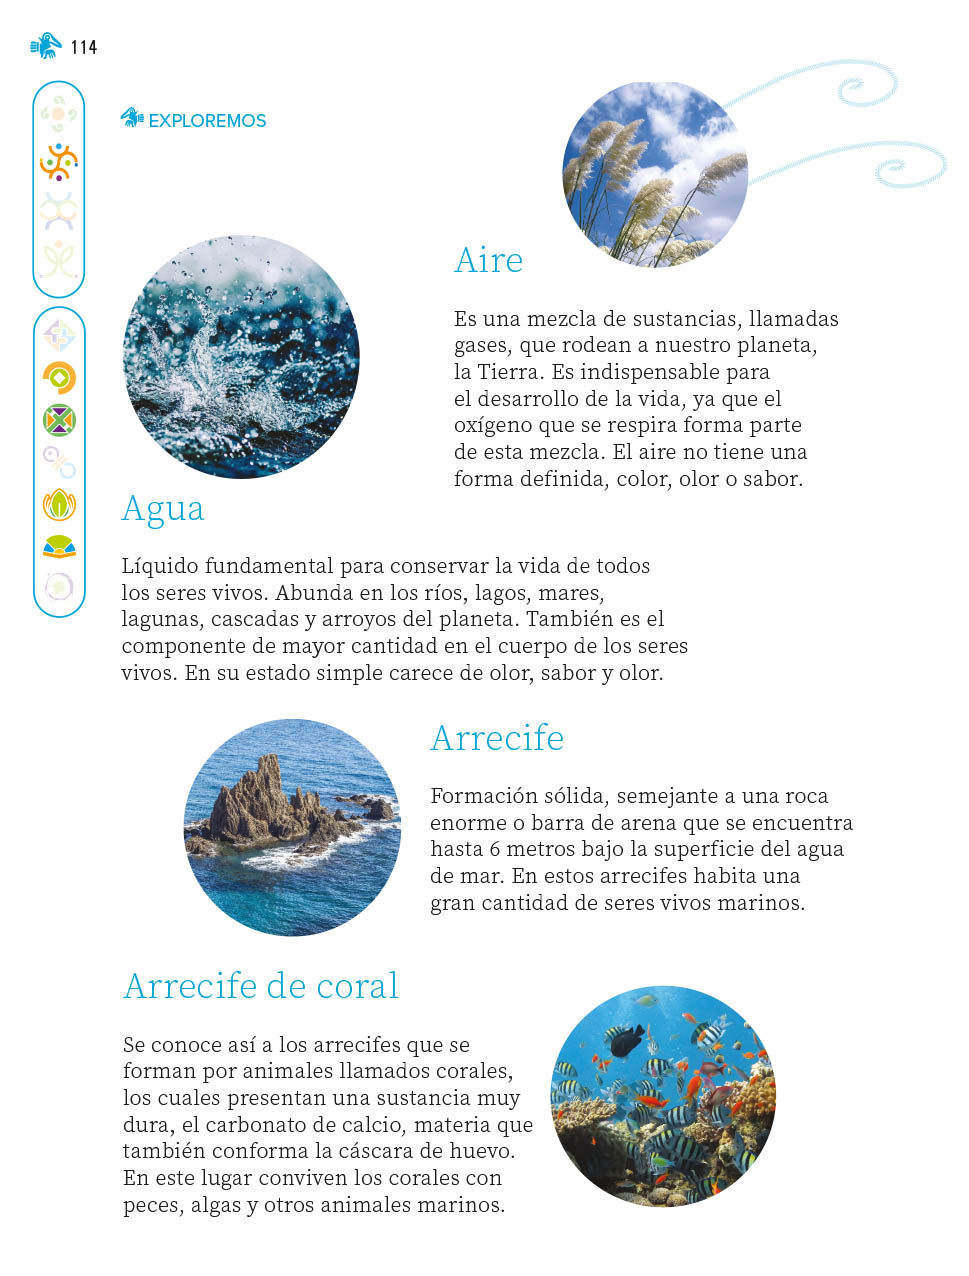 114
EXPLOREMOS
Aire
Es una mezcla de sustancias, llamadas
gases, que rodean a nuestro planeta,
la Tierra. Es indispensable para
el desarrollo de la vida, ya que el
oxígeno que se respira forma parte
de esta mezcla. El aire no tiene una
forma definida, color, olor o sabor.
Agua
Líquido fundamental para conservar la vida de todos
los seres vivos. Abunda en los ríos, lagos, mares,
lagunas, cascadas y arroyos del planeta. También es el
componente de mayor cantidad en el cuerpo de los seres
vivos. En su estado simple carece de olor, sabor y olor.
Arrecife
Formación sólida, semejante a una roca
enorme o barra de arena que se encuentra
hasta 6 metros bajo la superficie del agua
de mar. En estos arrecifes habita una
gran cantidad de seres vivos marinos.
Arrecife de coral
Se conoce así a los arrecifes que se
forman por animales llamados corales,
los cuales presentan una sustancia muy
dura, el carbonato de calcio, materia que
también conforma la cáscara de huevo.
En este lugar conviven los corales con
peces, algas y otros animales marinos.